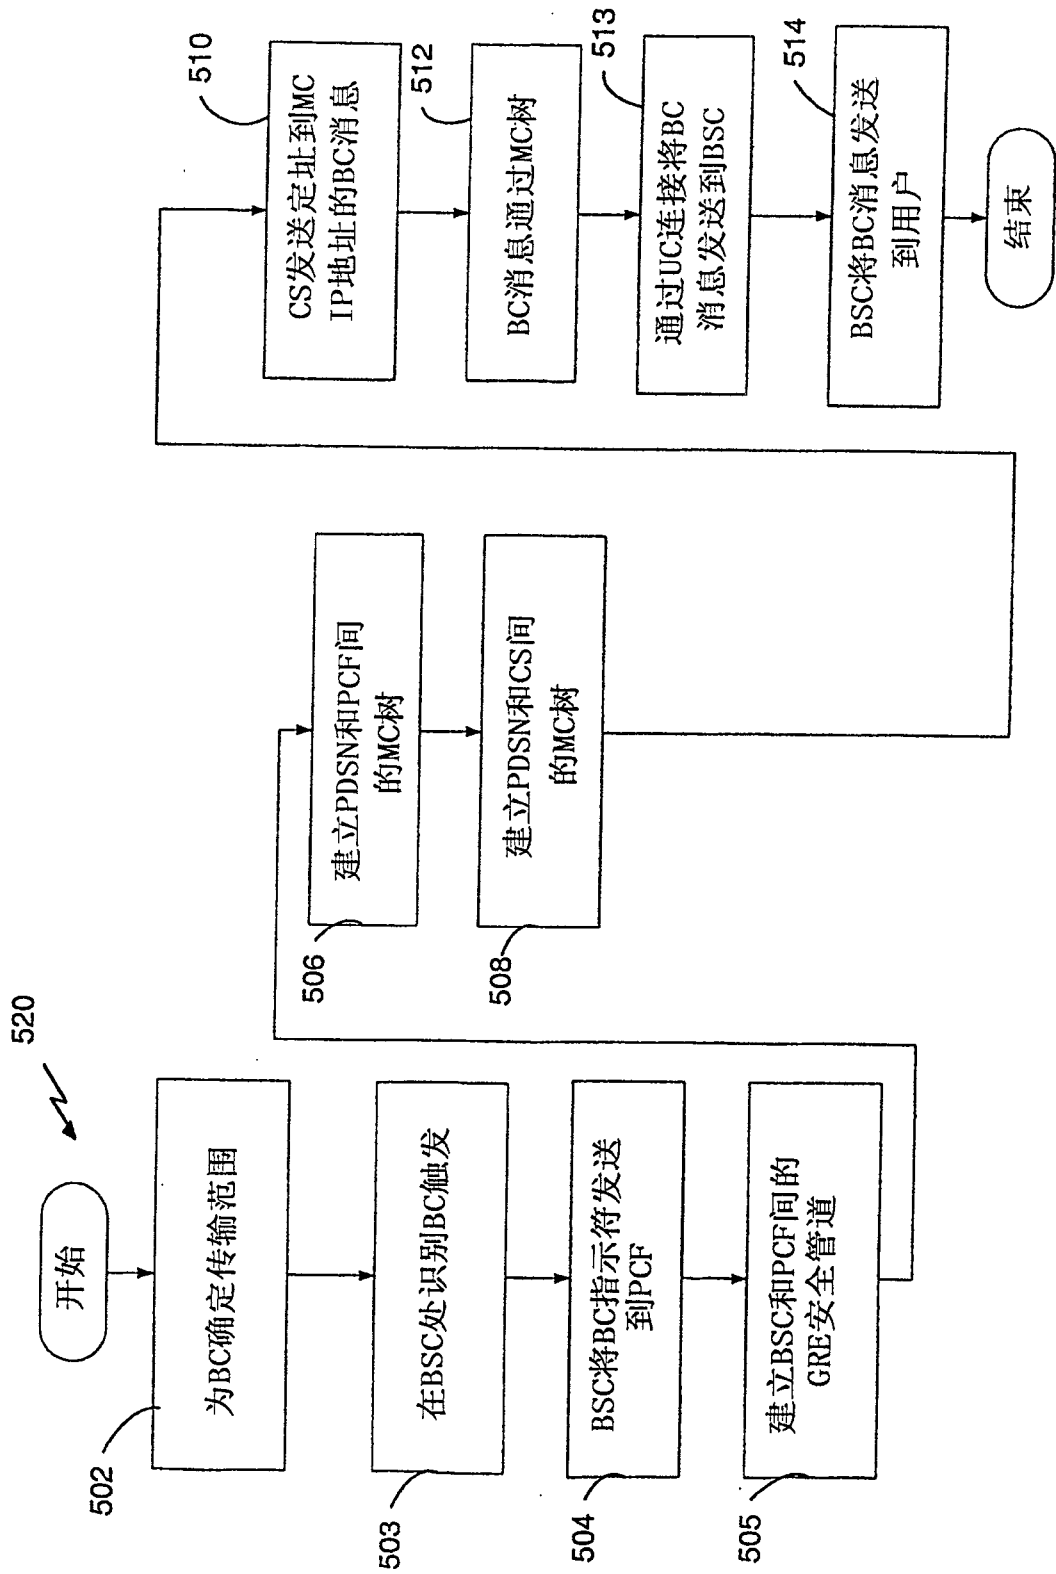 520
开始
502
为BC确定传输范围
503
在BSC处识别BC触发
504
BSC将BC指示符发送
到PCF
505
建立BSC和PCF间的
GRE安全管道
506
建立PDSN和PCF间
的MC树
508
建立PDSN和CS间
的MC树
510
CS发送定址到MC
IP地址的BC消息
512
BC消息通过MC树
513
通过UC连接将BC
消息发送到BSC
514
BSC将BC消息发送
到用户
结束